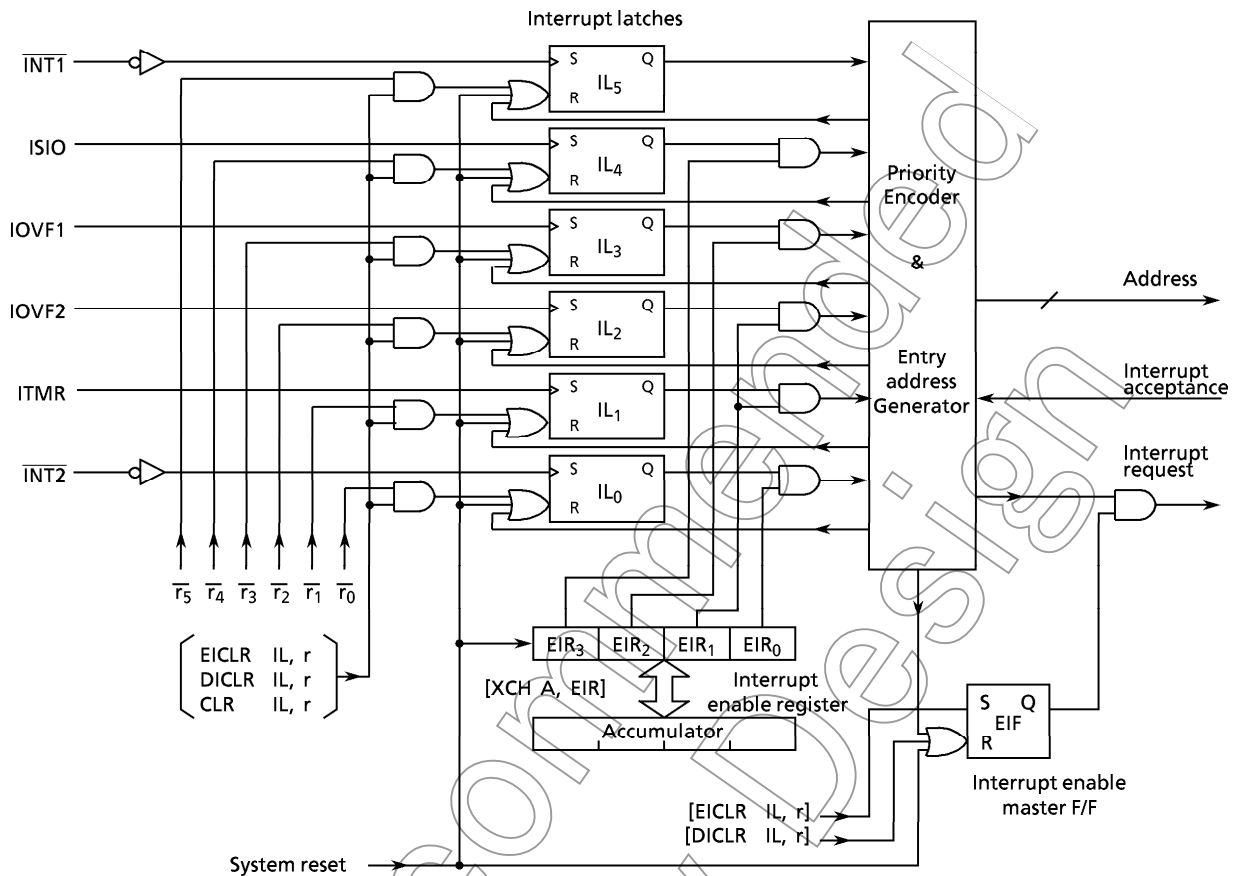 Interrupt latches
INT1
S Q
IL5
R
ISIO
S Q
IL4
R
IOVF1
S Q
IL3
R
IOVF2
S Q
IL2
R
ITMR
S Q
IL1
R
INT2
S Q
IL0
R
Priority
Encoder
&
Entry
address
Generator
Address
Interrupt
acceptance
Interrupt
request
r5 r4 r3 r2 r1 r0
EICLR IL, r
DICLR IL, r
CLR IL, r
EIR3 EIR2 EIR1 EIR0
[XCH A, EIR]
Interrupt
enable register
Accumulator
S Q
EIF
R
Interrupt enable
master F/F
[EICLR IL, r]
[DICLR IL, r]
System reset
ommended
Design